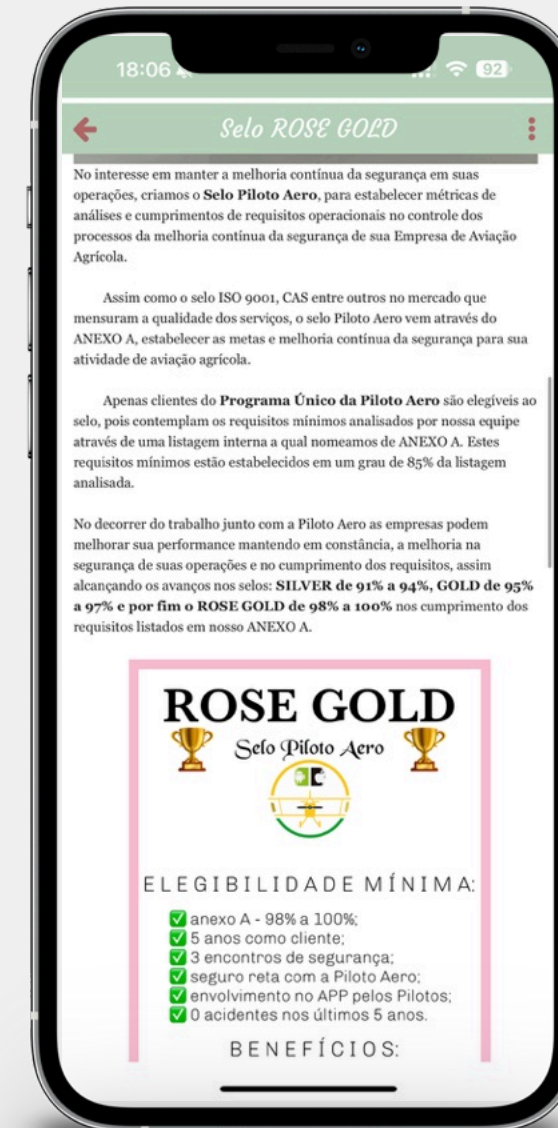 18:06
92
Selo ROSE GOLD
No interesse em manter a melhoria contínua da segurança em suas
operações, criamos o Selo Piloto Aero, para estabelecer métricas de
análises e cumprimentos de requisitos operacionais no controle dos
processos da melhoria contínua da segurança de sua Empresa de Aviação
Agrícola.
Assim como o selo ISO 9001, CAS entre outros no mercado que
mensuram a qualidade dos serviços, o selo Piloto Aero vem através do
ANEXO A, estabelecer as metas e melhoria contínua da segurança para sua
atividade de aviação agrícola.
Apenas clientes do Programa Único da Piloto Aero são elegíveis ao
selo, pois contemplam os requisitos mínimos analisados por nossa equipe
através de uma listagem interna a qual nomeamos de ANEXO A. Estes
requisitos mínimos estão estabelecidos em um grau de 85% da listagem
analisada.
No decorrer do trabalho junto com a Piloto Aero as empresas podem
melhorar sua performance mantendo em constância, a melhoria na
segurança de suas operações e no cumprimento dos requisitos, assim
alcançando os avanços nos selos: SILVER de 91% a 94%, GOLD de 95%
a 97% e por fim o ROSE GOLD de 98% a 100% nos cumprimento dos
requisitos listados em nosso ANEXO A.
ROSE GOLD
Selo Piloto Aero
ELEGIBILIDADE MÍNIMA:
✅ anexo A - 98% a 100%;
✅ 5 anos como cliente;
✅ 3 encontros de segurança;
✅ seguro reta com a Piloto Aero;
✅ envolvimento no APP pelos Pilotos;
✅ 0 acidentes nos últimos 5 anos.
BENEFÍCIOS: